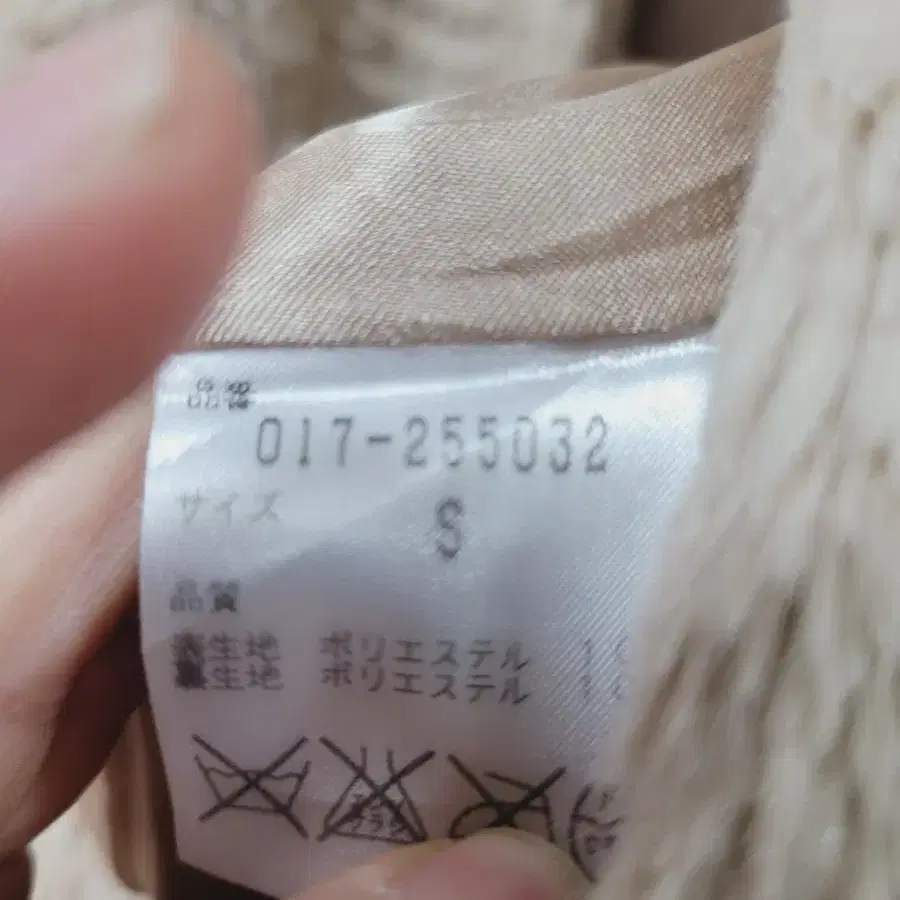 品番
017-255032
サイズ
S
品質
表生地 ポリエステル
裏生地 ポリエステル